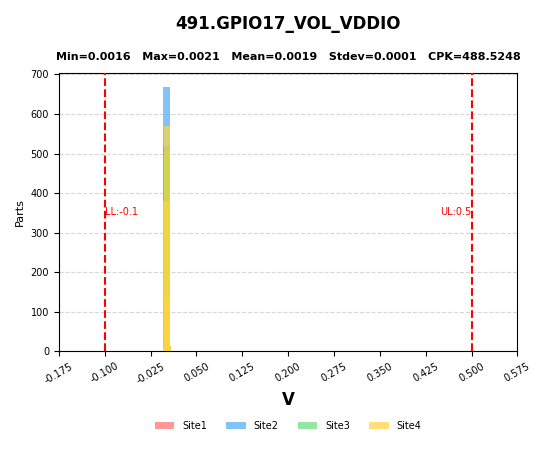 491.GPIO17_VOL_VDDIO
Min=0.0016 Max=0.0021 Mean=0.0019 Stdev=0.0001 CPK=488.5248
700
600
500
400
300
200
100
0
Parts
LL:-0.1
UL:0.5
-0.175 -0.100 -0.025 0.050 0.125 0.200 0.275 0.350 0.425 0.500 0.575
V
Site1 Site2 Site3 Site4